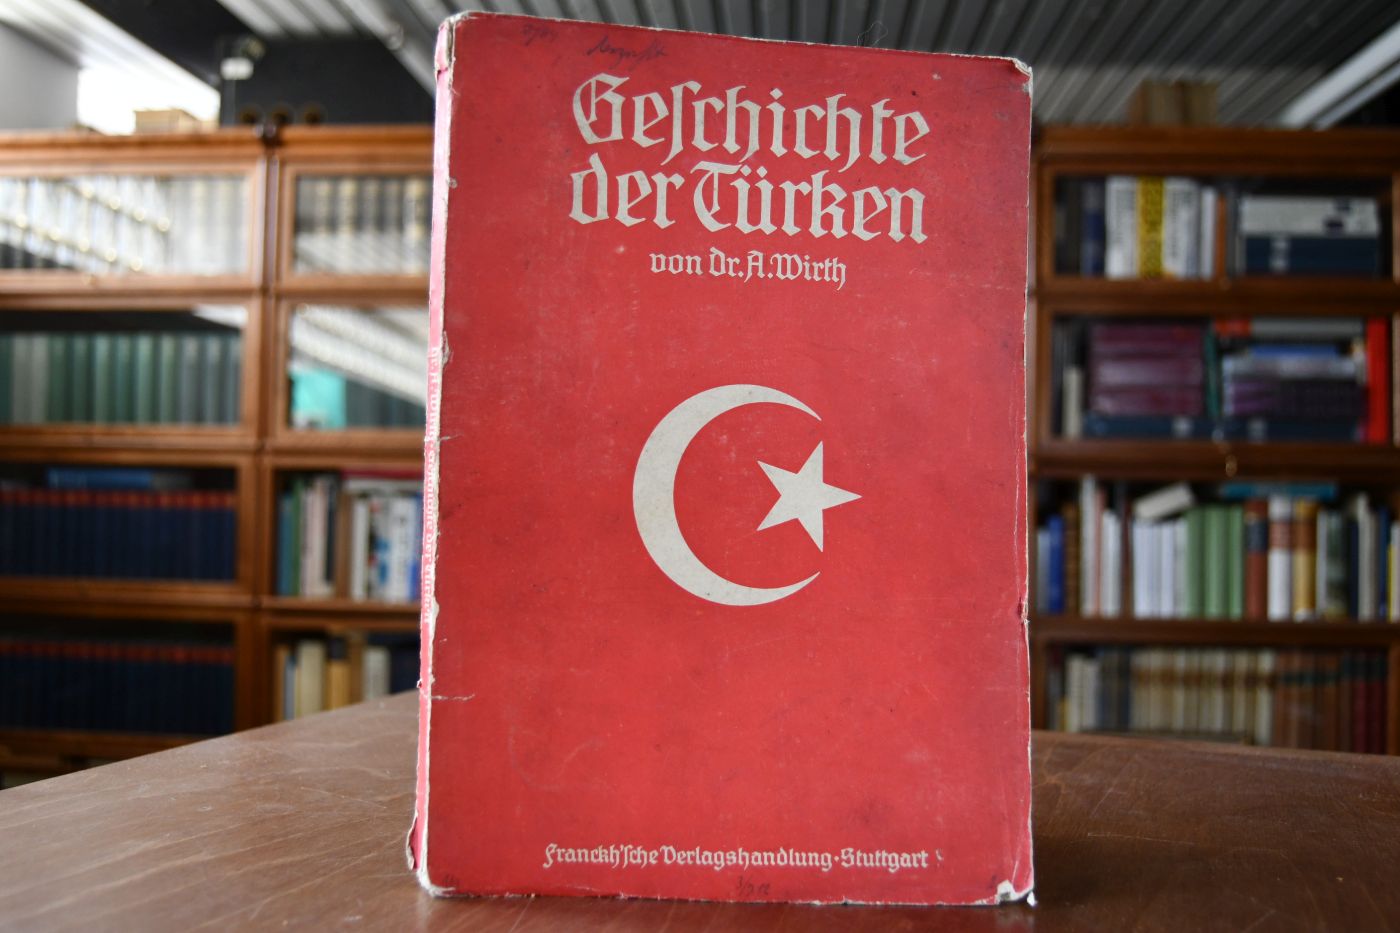 Geſchichte
der Türken
von Dr. A. Wirth
Franckh'ſche Verlagshandlung · Stuttgart